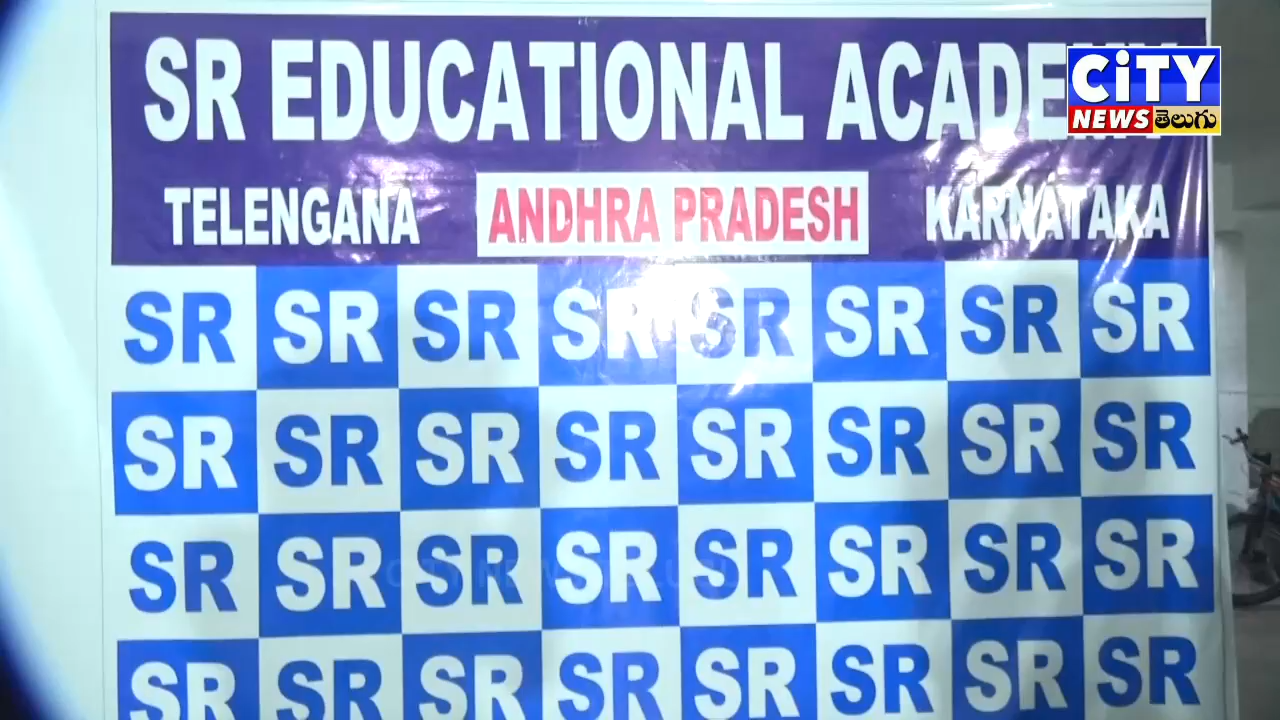 SR EDUCATIONAL ACADEMY
CiTY
NEWS తెలుగు
TELENGANA ANDHRA PRADESH KARNATAKA
SR SR SR SR SR SR SR SR
SR SR SR SR SR SR SR SR
SR SR SR SR SR SR SR SR
SR SR SR SR SR SR SR SR